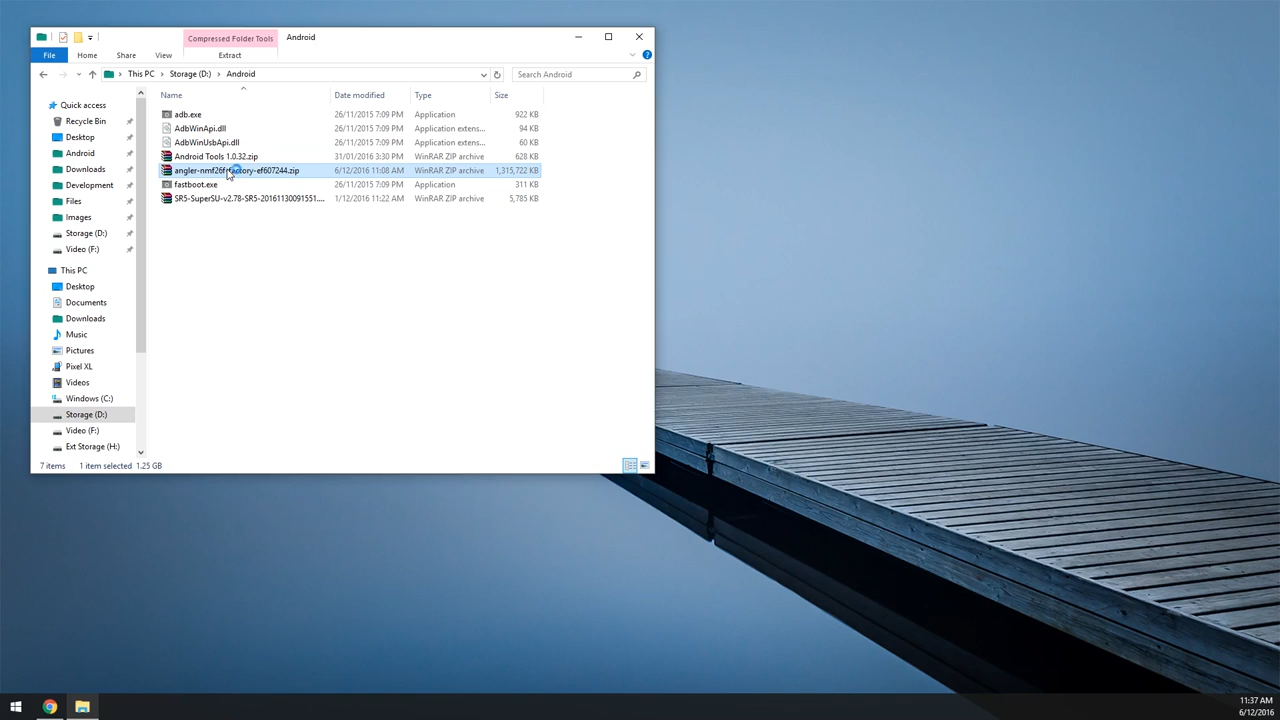 Compressed Folder Tools
Android
File
Home
Share
View
Extract
This PC
Storage (D:)
Android
Search Android
Name
Date modified
Type
Size
adb.exe 26/11/2015 7:09 PM Application 922 KB
AdbWinApi.dll 26/11/2015 7:09 PM Application extens... 94 KB
AdbWinUsbApi.dll 26/11/2015 7:09 PM Application extens... 60 KB
Android Tools 1.0.32.zip 31/01/2016 3:30 PM WinRAR ZIP archive 628 KB
6/12/2016 11:08 AM WinRAR ZIP archive 1,315,722 KB
fastboot.exe 26/11/2015 7:09 PM Application 311 KB
SR5-SuperSU-v2.78-SR5-20161130091551.... 1/12/2016 11:22 AM WinRAR ZIP archive 5,785 KB
Quick access
Recycle Bin
Desktop
Android
Downloads
Development
Files
Images
Storage (D:)
Video (F:)
This PC
Desktop
Documents
Downloads
Music
Pictures
Pixel XL
Videos
Windows (C:)
Storage (D:)
Video (F:)
Ext Storage (H:)
7 items
1 item selected 1.25 GB
11:37 AM
6/12/2016